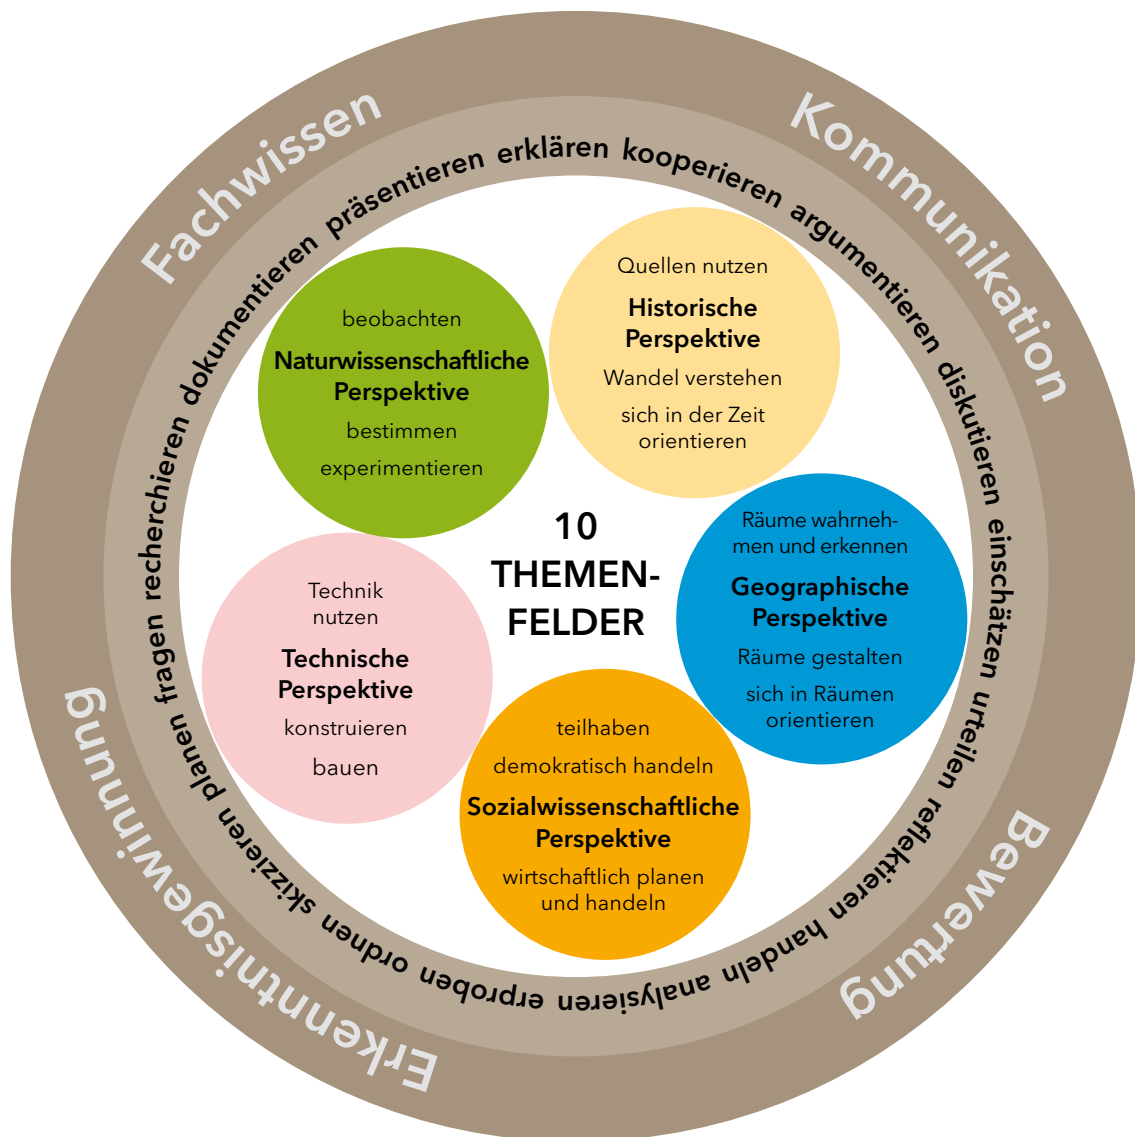 Fachwissen
Kommunikation
Bewertung
Erkenntnisgewinnung
fragen recherchieren dokumentieren präsentieren erklären kooperieren argumentieren diskutieren einschätzen urteilen reflektieren handeln analysieren erproben ordnen skizzieren planen
beobachten
Naturwissenschaftliche
Perspektive
bestimmen
experimentieren
Quellen nutzen
Historische
Perspektive
Wandel verstehen
sich in der Zeit
orientieren
Räume wahrneh-
men und erkennen
Geographische
Perspektive
Räume gestalten
sich in Räumen
orientieren
teilhaben
demokratisch handeln
Sozialwissenschaftliche
Perspektive
wirtschaftlich planen
und handeln
Technik
nutzen
Technische
Perspektive
konstruieren
bauen
10
THEMEN-
FELDER